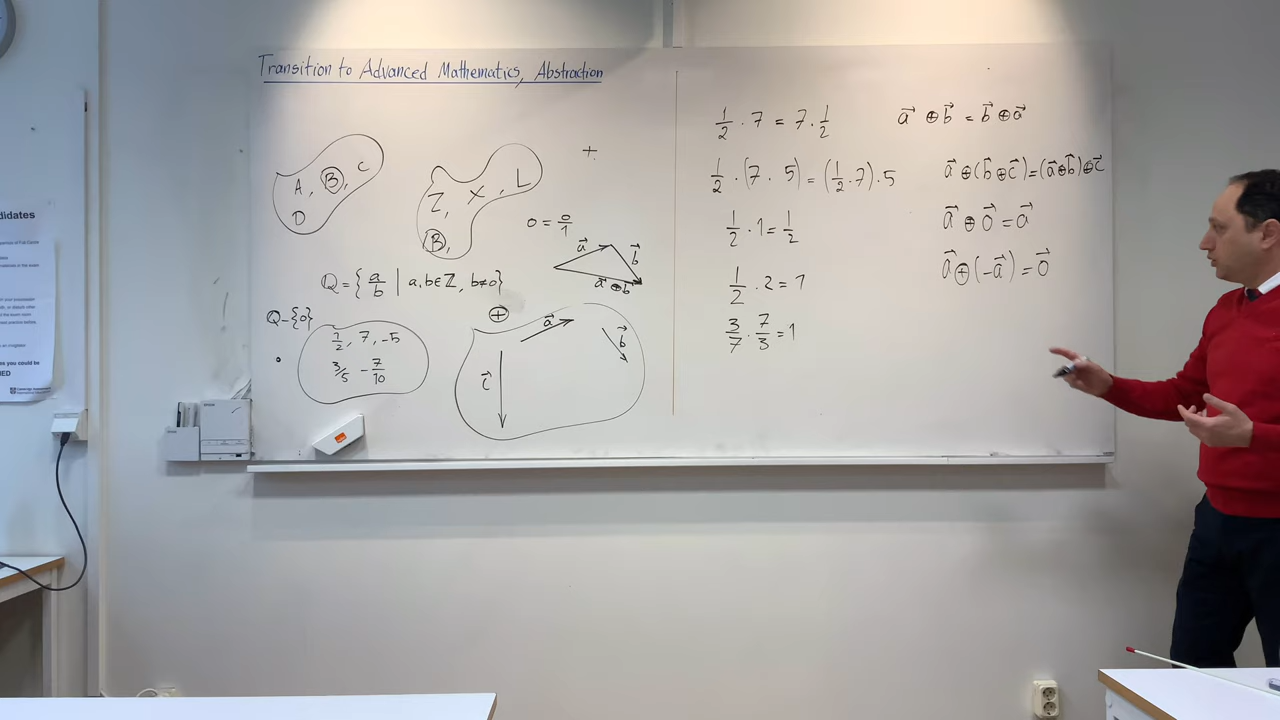 Transition to Advanced Mathematics, Abstraction
A, B, C
D
Z, X, L
B,
+
0 = 0/1
a⃗
b⃗
a⃗ ⊕ b⃗
Q = { a/b | a, b ∈ Z, b ≠ 0 }
Q - {0}
1/2, 7, -5
3/5 - 7/10
•
⊕
a⃗
b⃗
c⃗
1/2 · 7 = 7 · 1/2
1/2 · (7 · 5) = (1/2 · 7) · 5
1/2 · 1 = 1/2
1/2 · 2 = 1
3/7 · 7/3 = 1
a⃗ ⊕ b⃗ = b⃗ ⊕ a⃗
a⃗ ⊕ (b⃗ ⊕ c⃗) = (a⃗ ⊕ b⃗) ⊕ c⃗
a⃗ ⊕ 0⃗ = a⃗
a⃗ ⊕ (-a⃗) = 0⃗
didates